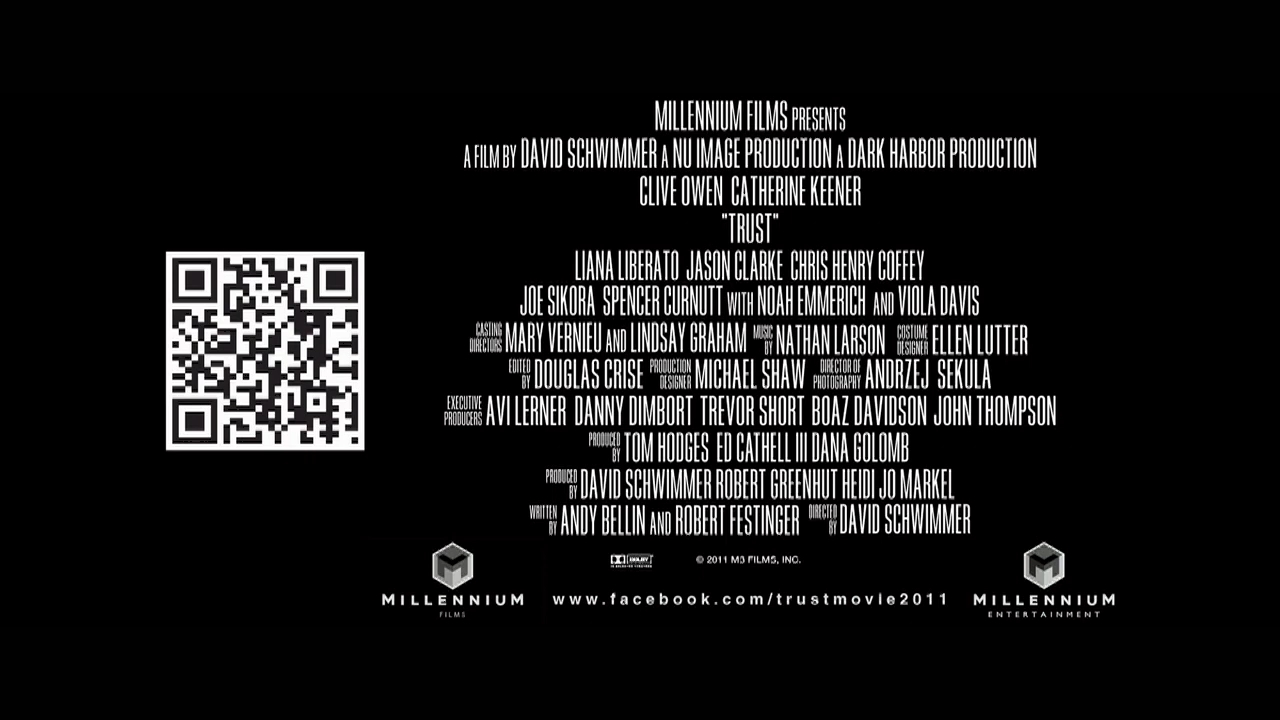 MILLENNIUM FILMS PRESENTS
A FILM BY DAVID SCHWIMMER A NU IMAGE PRODUCTION A DARK HARBOR PRODUCTION
CLIVE OWEN CATHERINE KEENER
"TRUST"
LIANA LIBERATO JASON CLARKE CHRIS HENRY COFFEY
JOE SIKORA SPENCER CURNUTT WITH NOAH EMMERICH AND VIOLA DAVIS
CASTING DIRECTORS MARY VERNIEU AND LINDSAY GRAHAM MUSIC BY NATHAN LARSON COSTUME DESIGNER ELLEN LUTTER
EDITED BY DOUGLAS CRISE PRODUCTION DESIGNER MICHAEL SHAW DIRECTOR OF PHOTOGRAPHY ANDRZEJ SEKULA
EXECUTIVE PRODUCERS AVI LERNER DANNY DIMBORT TREVOR SHORT BOAZ DAVIDSON JOHN THOMPSON
PRODUCED BY TOM HODGES ED CATHELL III DANA GOLOMB
PRODUCED BY DAVID SCHWIMMER ROBERT GREENHUT HEIDI JO MARKEL
WRITTEN BY ANDY BELLIN AND ROBERT FESTINGER DIRECTED BY DAVID SCHWIMMER
DOLBY
© 2011 M3 FILMS, INC.
MILLENNIUM
FILMS
www.facebook.com/trustmovie2011
MILLENNIUM
ENTERTAINMENT